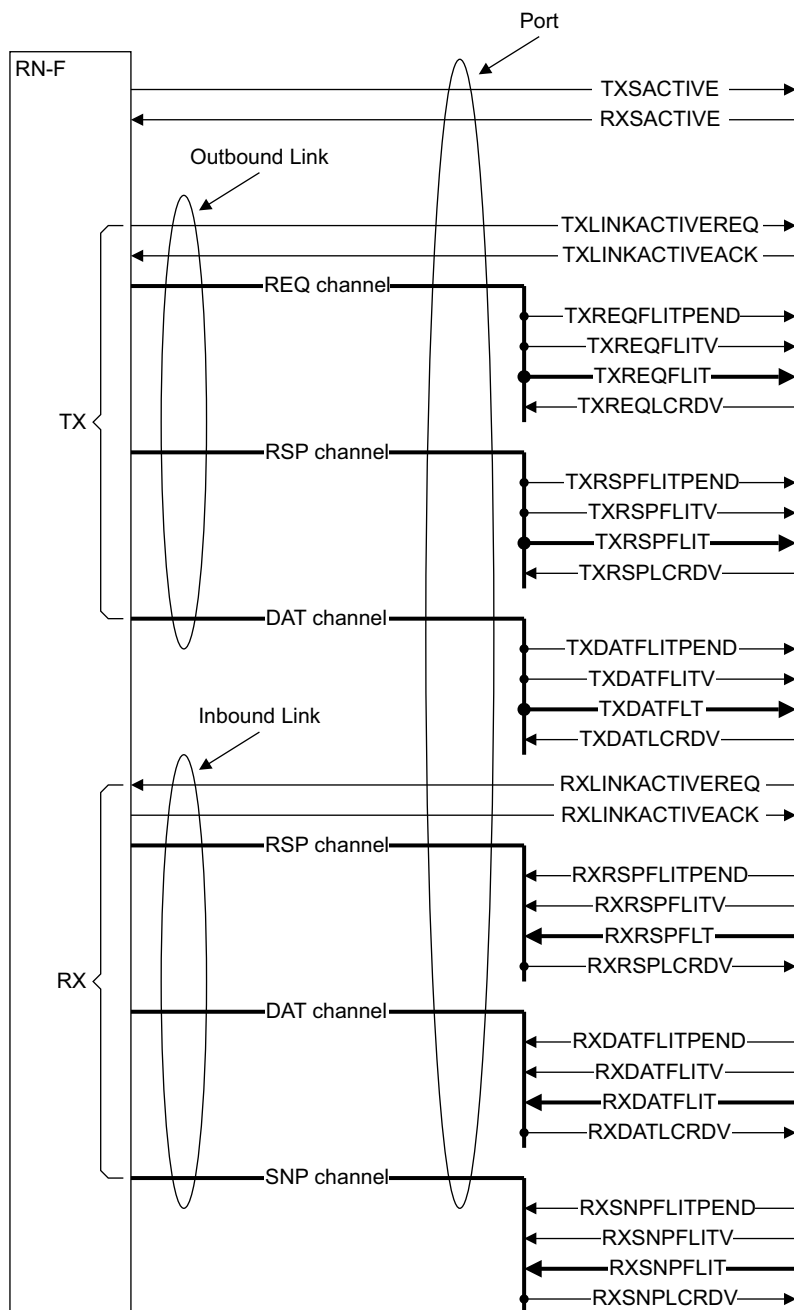 Port
RN-F
TXSACTIVE
RXSACTIVE
Outbound Link
TXLINKACTIVEREQ
TXLINKACTIVEACK
REQ channel
TXREQFLITPEND
TXREQFLITV
TXREQFLIT
TXREQLCRDV
TX
RSP channel
TXRSPFLITPEND
TXRSPFLITV
TXRSPFLIT
TXRSPLCRDV
DAT channel
TXDATFLITPEND
TXDATFLITV
TXDATFLT
TXDATLCRDV
Inbound Link
RXLINKACTIVEREQ
RXLINKACTIVEACK
RSP channel
RXRSPFLITPEND
RXRSPFLITV
RXRSPFLT
RXRSPLCRDV
RX
DAT channel
RXDATFLITPEND
RXDATFLITV
RXDATFLIT
RXDATLCRDV
SNP channel
RXSNPFLITPEND
RXSNPFLITV
RXSNPFLIT
RXSNPLCRDV